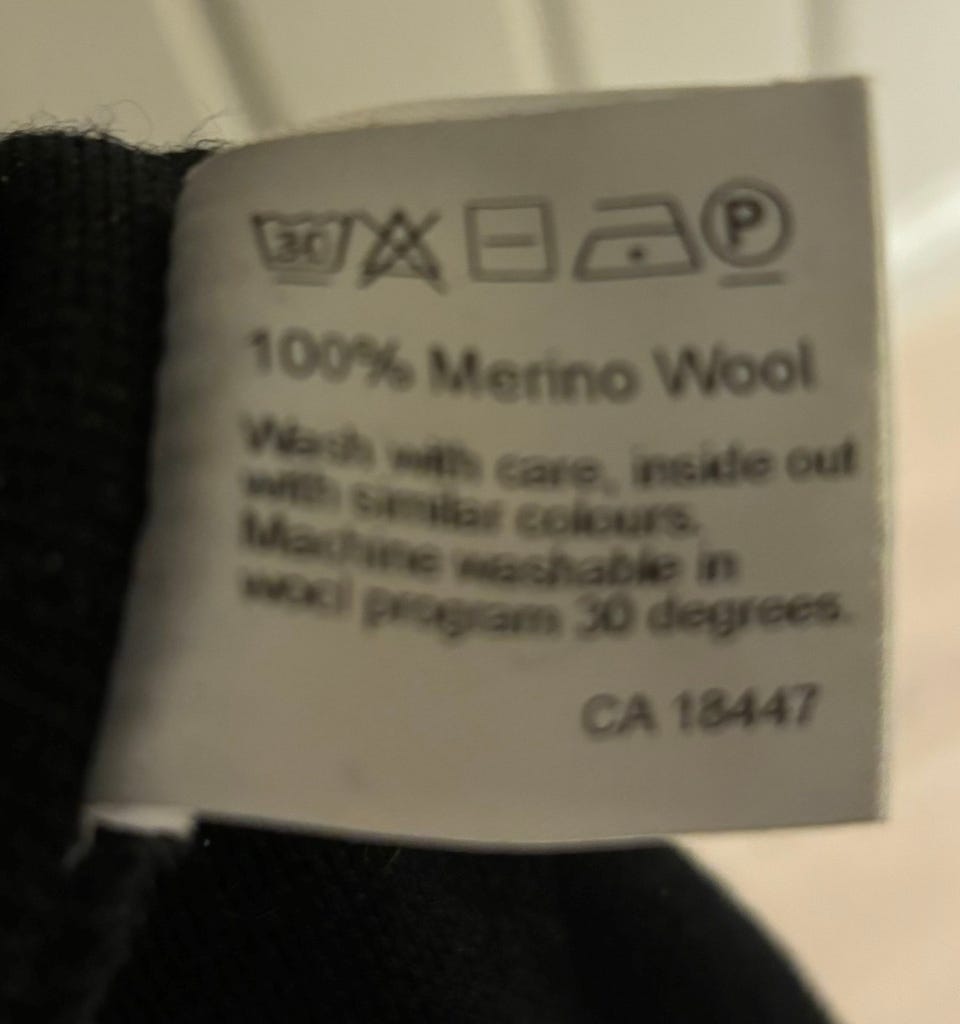 30 P
100% Merino Wool
Wash with care, inside out
with similar colours.
Machine washable in
wool program 30 degrees.
CA 18447